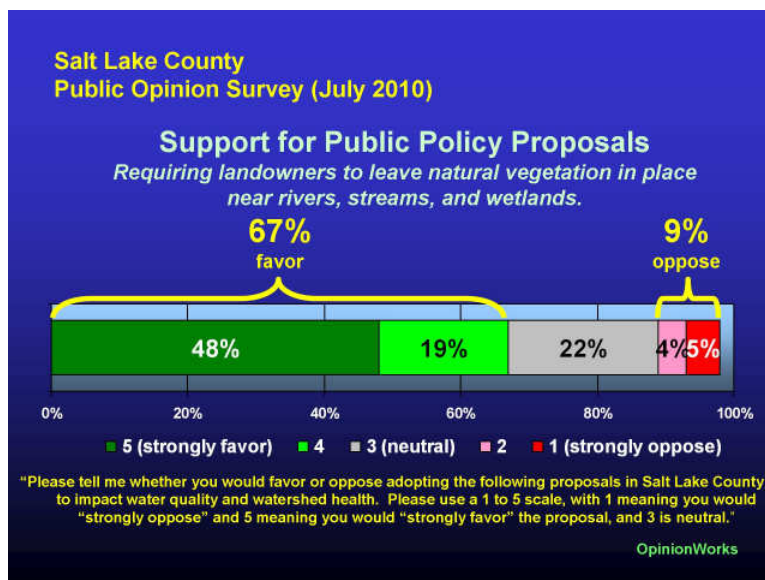 Salt Lake County
Public Opinion Survey (July 2010)
Support for Public Policy Proposals
Requiring landowners to leave natural vegetation in place
near rivers, streams, and wetlands.
67%
favor
9%
oppose
48%
19%
22%
4%
5%
0%
20%
40%
60%
80%
100%
5 (strongly favor)
4
3 (neutral)
2
1 (strongly oppose)
“Please tell me whether you would favor or oppose adopting the following proposals in Salt Lake County
to impact water quality and watershed health. Please use a 1 to 5 scale, with 1 meaning you would
“strongly oppose” and 5 meaning you would “strongly favor” the proposal, and 3 is neutral.”
OpinionWorks